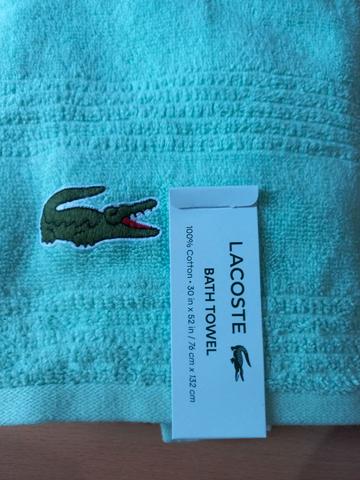 LACOSTE
BATH TOWEL
100% Cotton • 30 in x 52 in / 76 cm x 132 cm